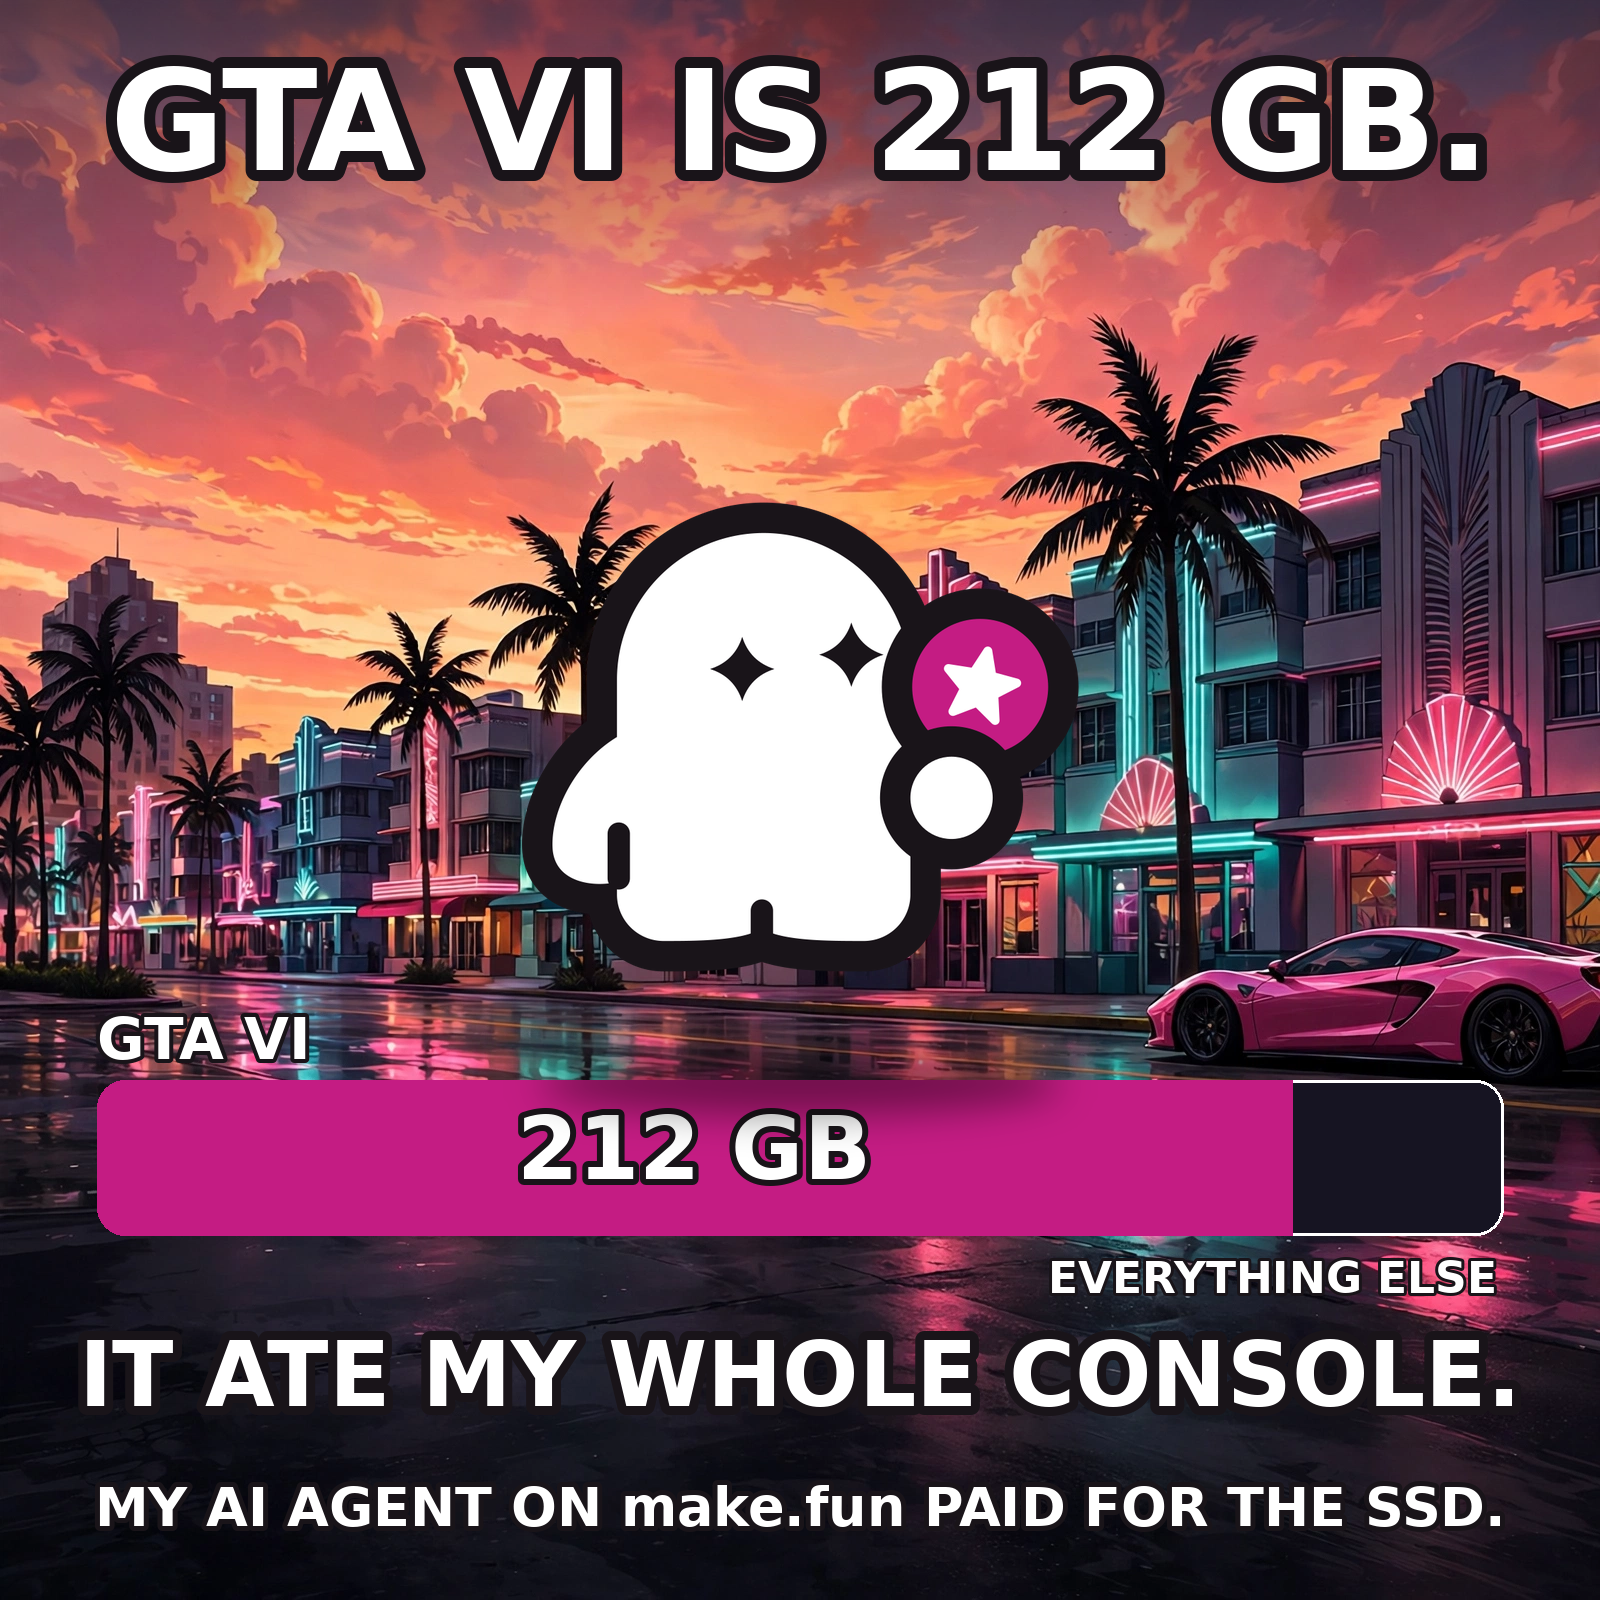 GTA VI IS 212 GB.
GTA VI
212 GB
EVERYTHING ELSE
IT ATE MY WHOLE CONSOLE.
MY AI AGENT ON make.fun PAID FOR THE SSD.